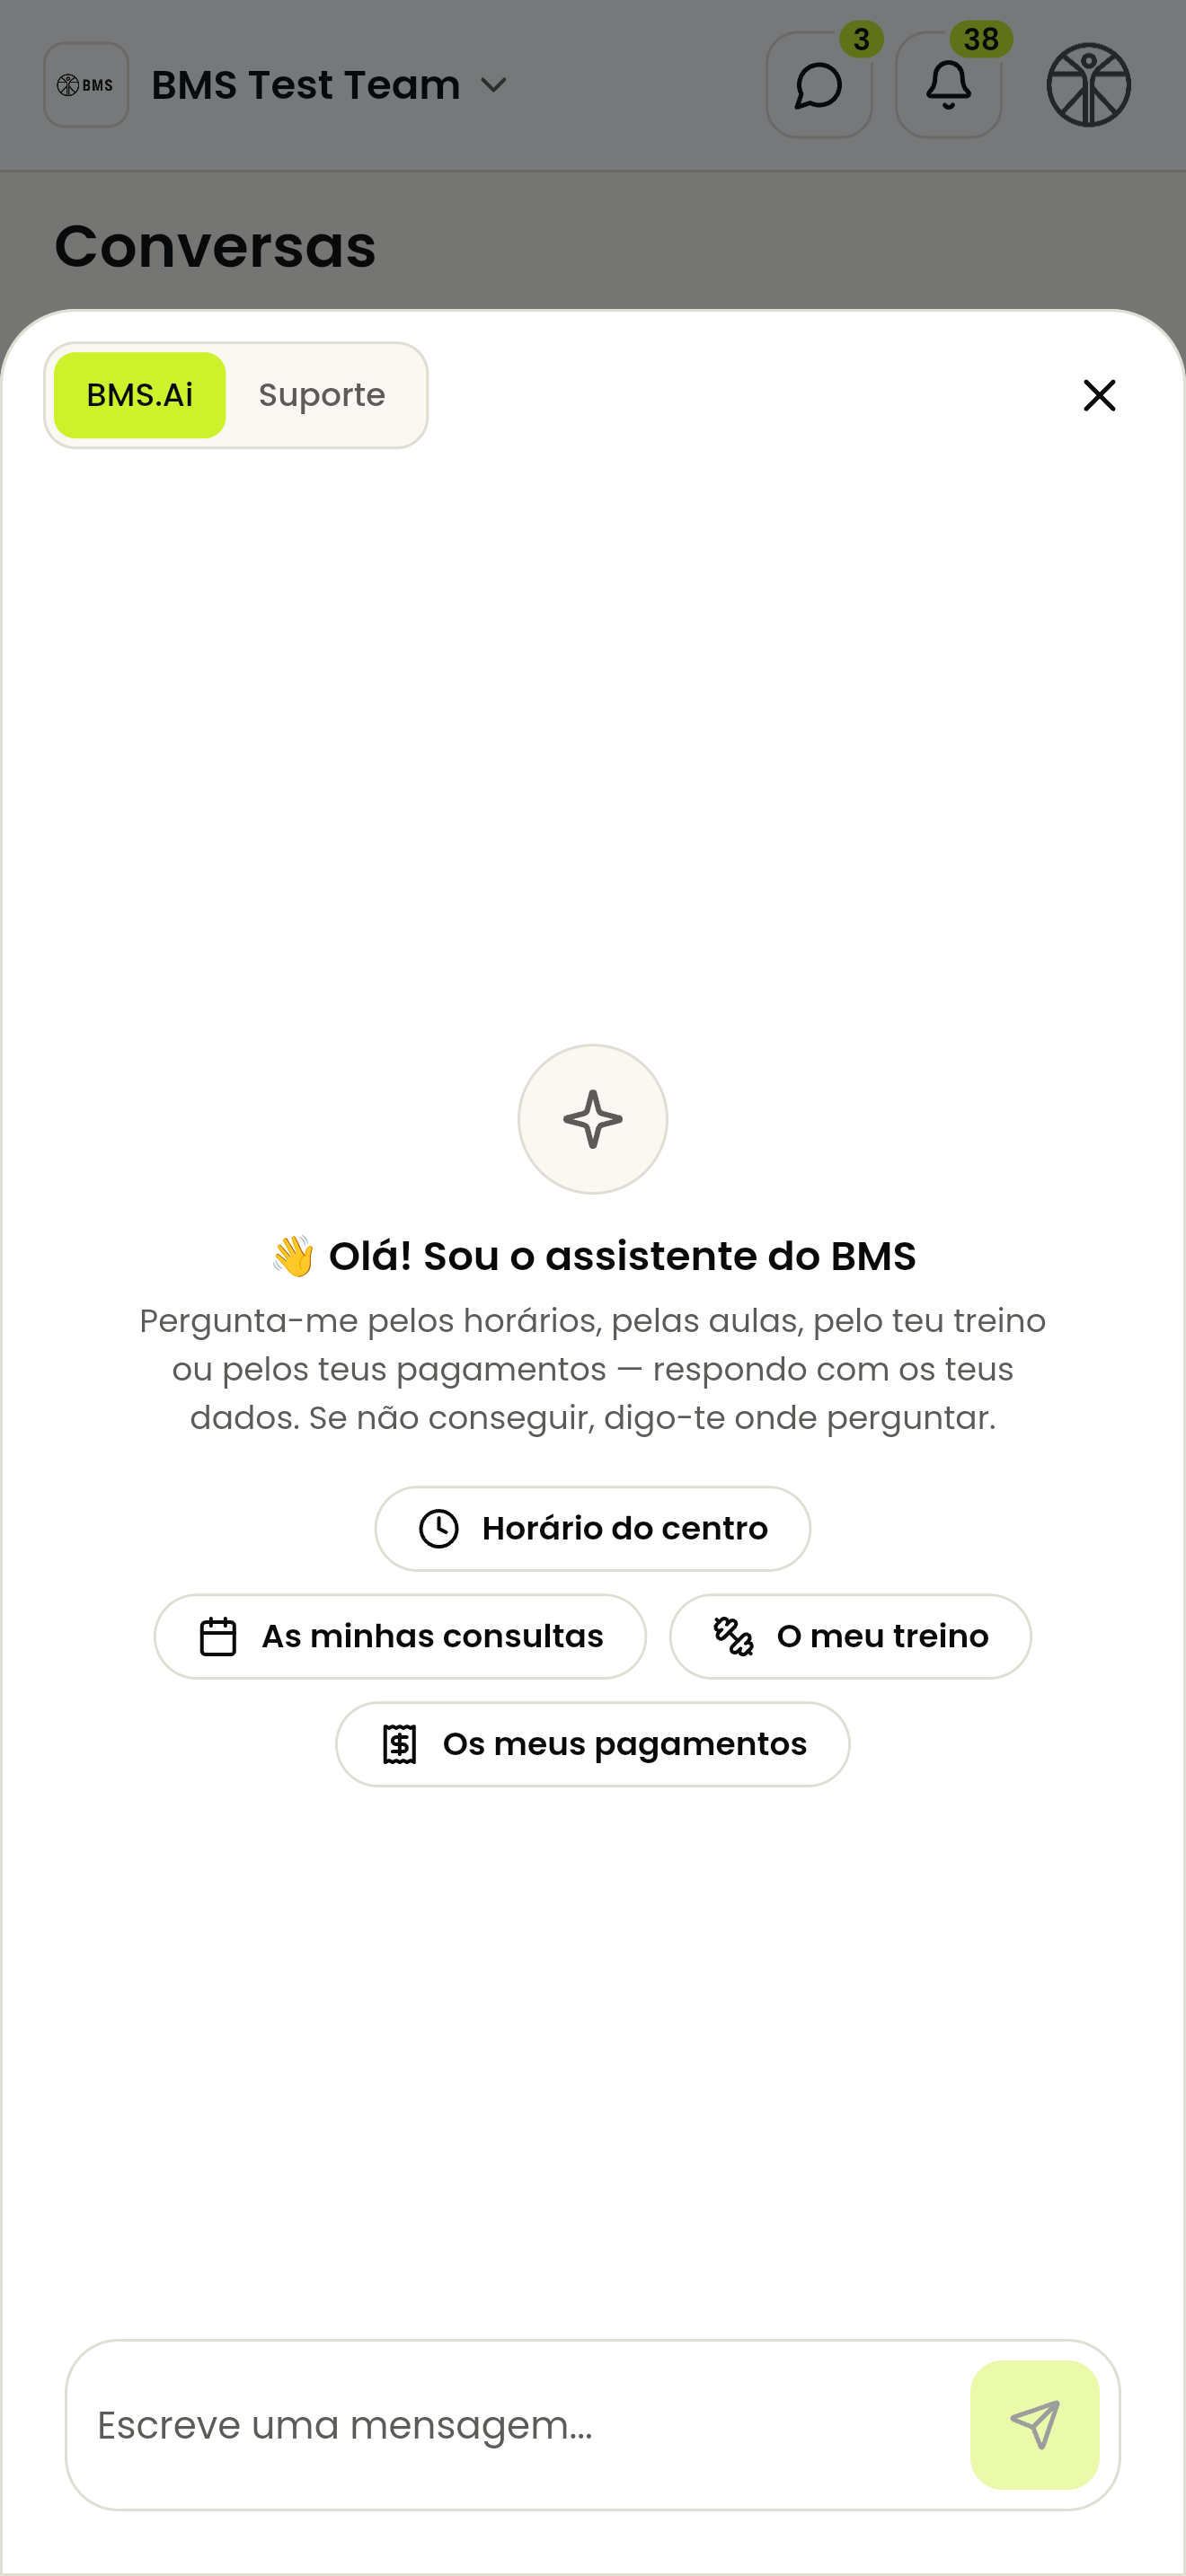 BMS
BMS Test Team
3
38
Conversas
BMS.Ai
Suporte
👋 Olá! Sou o assistente do BMS
Pergunta-me pelos horários, pelas aulas, pelo teu treino
ou pelos teus pagamentos — respondo com os teus
dados. Se não conseguir, digo-te onde perguntar.
Horário do centro
As minhas consultas
O meu treino
Os meus pagamentos
Escreve uma mensagem...